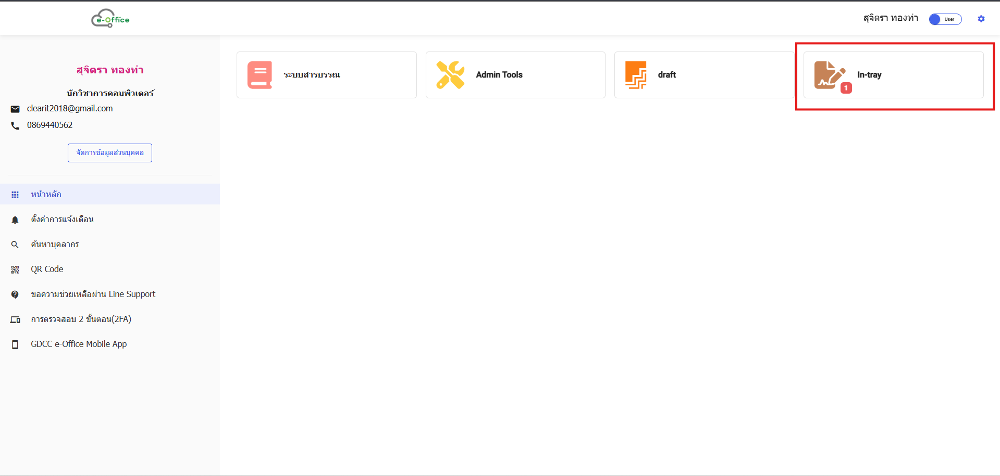 e-Office
สุจิตรา ทองท่า
User
สุจิตรา ทองท่า
นักวิชาการคอมพิวเตอร์
clearit2018@gmail.com
0869440562
จัดการข้อมูลส่วนบุคคล
หน้าหลัก
ตั้งค่าการแจ้งเตือน
ค้นหาบุคลากร
QR Code
ขอความช่วยเหลือผ่าน Line Support
การตรวจสอบ 2 ขั้นตอน(2FA)
GDCC e-Office Mobile App
ระบบสารบรรณ
Admin Tools
draft
In-tray
1